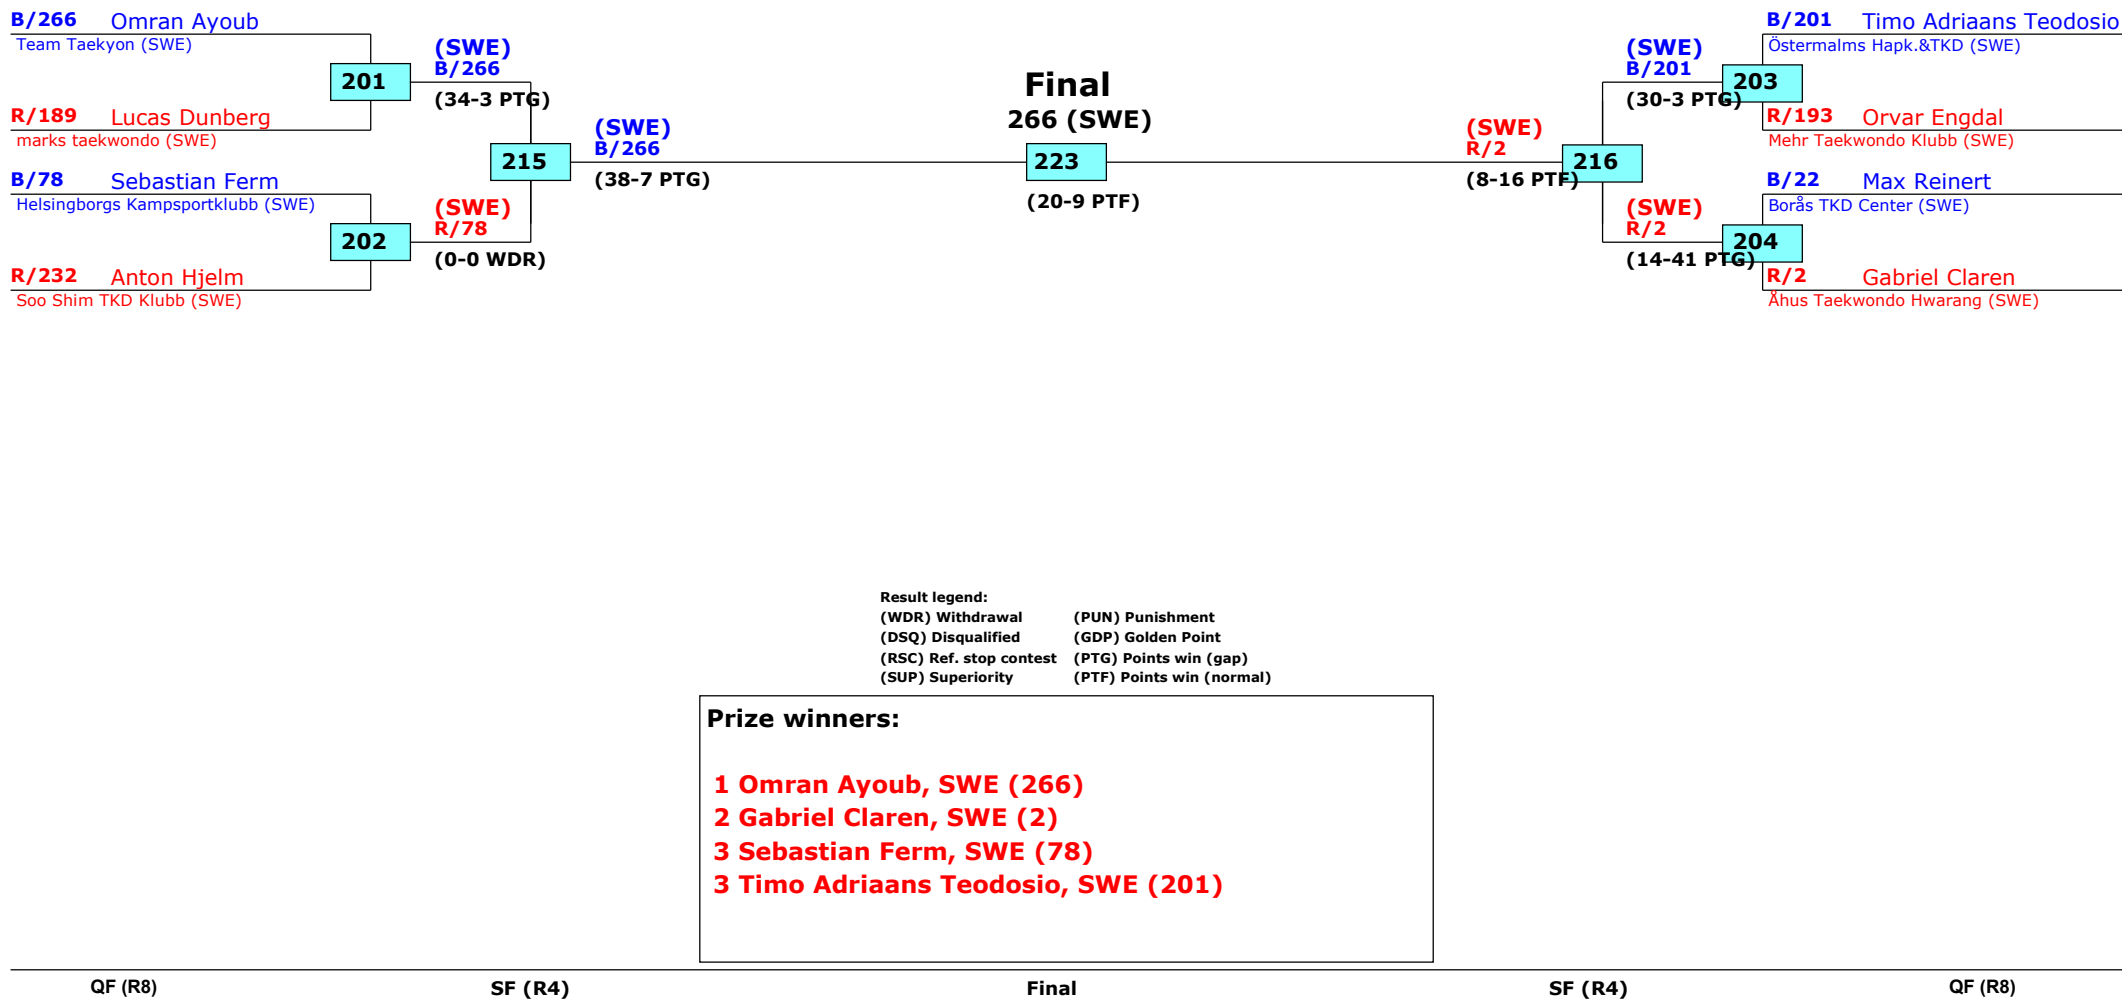 B/266 Omran Ayoub
Team Taekyon (SWE)
201
R/189 Lucas Dunberg
marks taekwondo (SWE)
B/78 Sebastian Ferm
Helsingborgs Kampsportklubb (SWE)
202
R/232 Anton Hjelm
Soo Shim TKD Klubb (SWE)
(SWE)
B/266
(34-3 PTG)
215
(SWE)
R/78
(0-0 WDR)
(SWE)
B/266
(38-7 PTG)
Final
266 (SWE)
223
(20-9 PTF)
(SWE)
R/2
(8-16 PTF)
216
(SWE)
B/201
(30-3 PTG)
(SWE)
R/2
(14-41 PTG)
B/201 Timo Adriaans Teodosio
Östermalms Hapk.&TKD (SWE)
203
R/193 Orvar Engdal
Mehr Taekwondo Klubb (SWE)
B/22 Max Reinert
Borås TKD Center (SWE)
204
R/2 Gabriel Claren
Åhus Taekwondo Hwarang (SWE)
Result legend:
(WDR) Withdrawal (PUN) Punishment
(DSQ) Disqualified (GDP) Golden Point
(RSC) Ref. stop contest (PTG) Points win (gap)
(SUP) Superiority (PTF) Points win (normal)
Prize winners:
1 Omran Ayoub, SWE (266)
2 Gabriel Claren, SWE (2)
3 Sebastian Ferm, SWE (78)
3 Timo Adriaans Teodosio, SWE (201)
QF (R8) SF (R4) Final SF (R4) QF (R8)